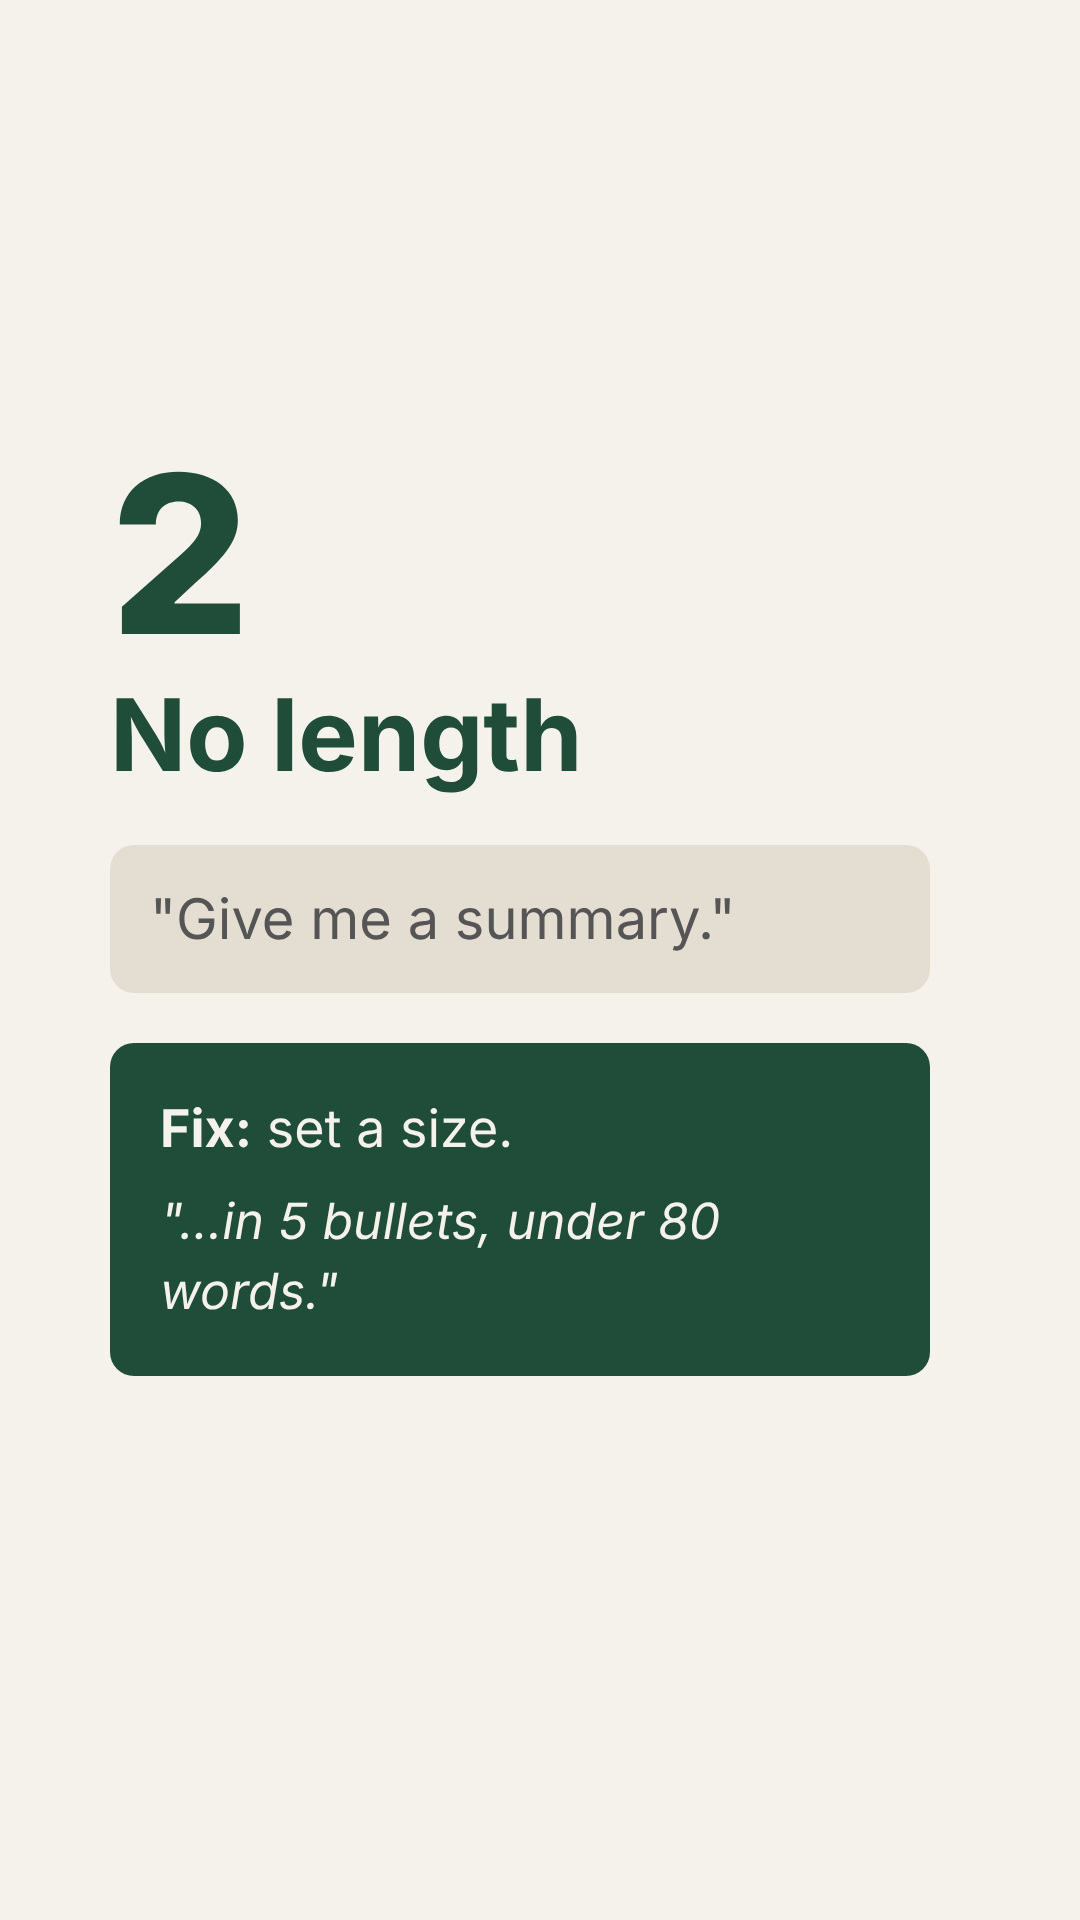 2
No length
"Give me a summary."
Fix: set a size.
"...in 5 bullets, under 80
words."